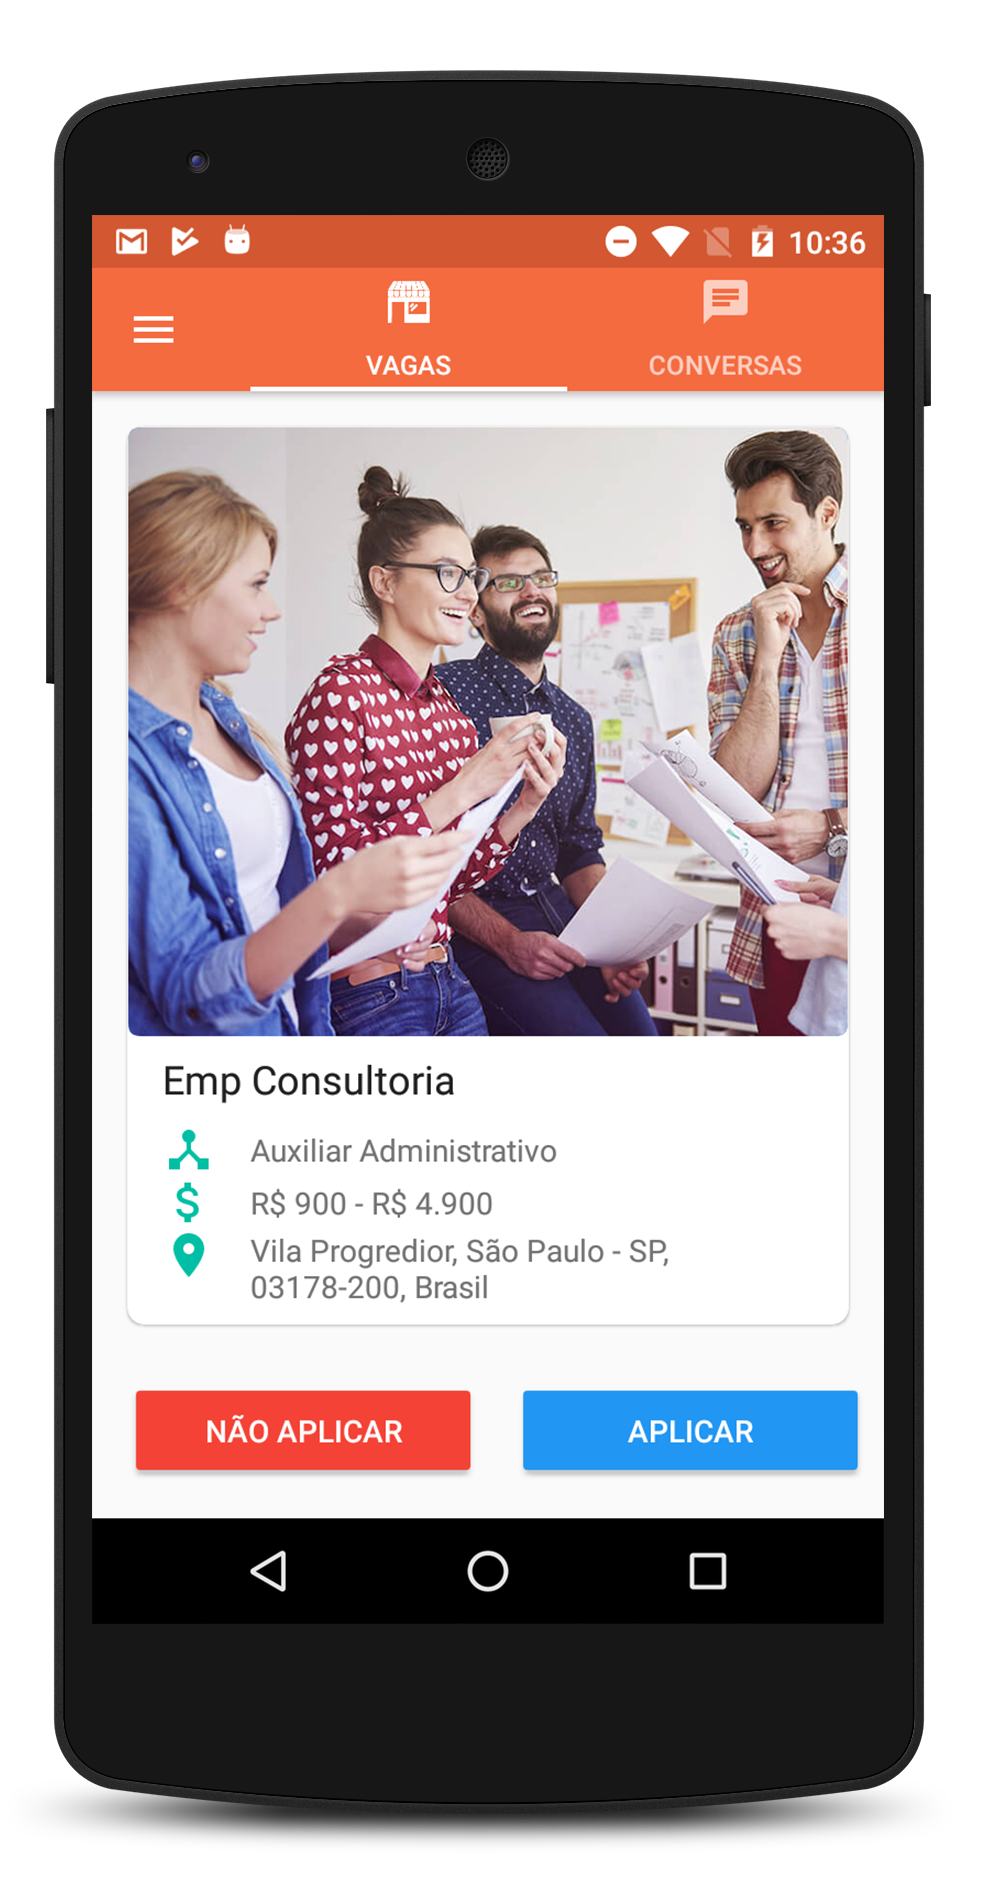 10:36
VAGAS
CONVERSAS
Emp Consultoria
Auxiliar Administrativo
R$ 900 - R$ 4.900
Vila Progredior, São Paulo - SP,
03178-200, Brasil
NÃO APLICAR
APLICAR